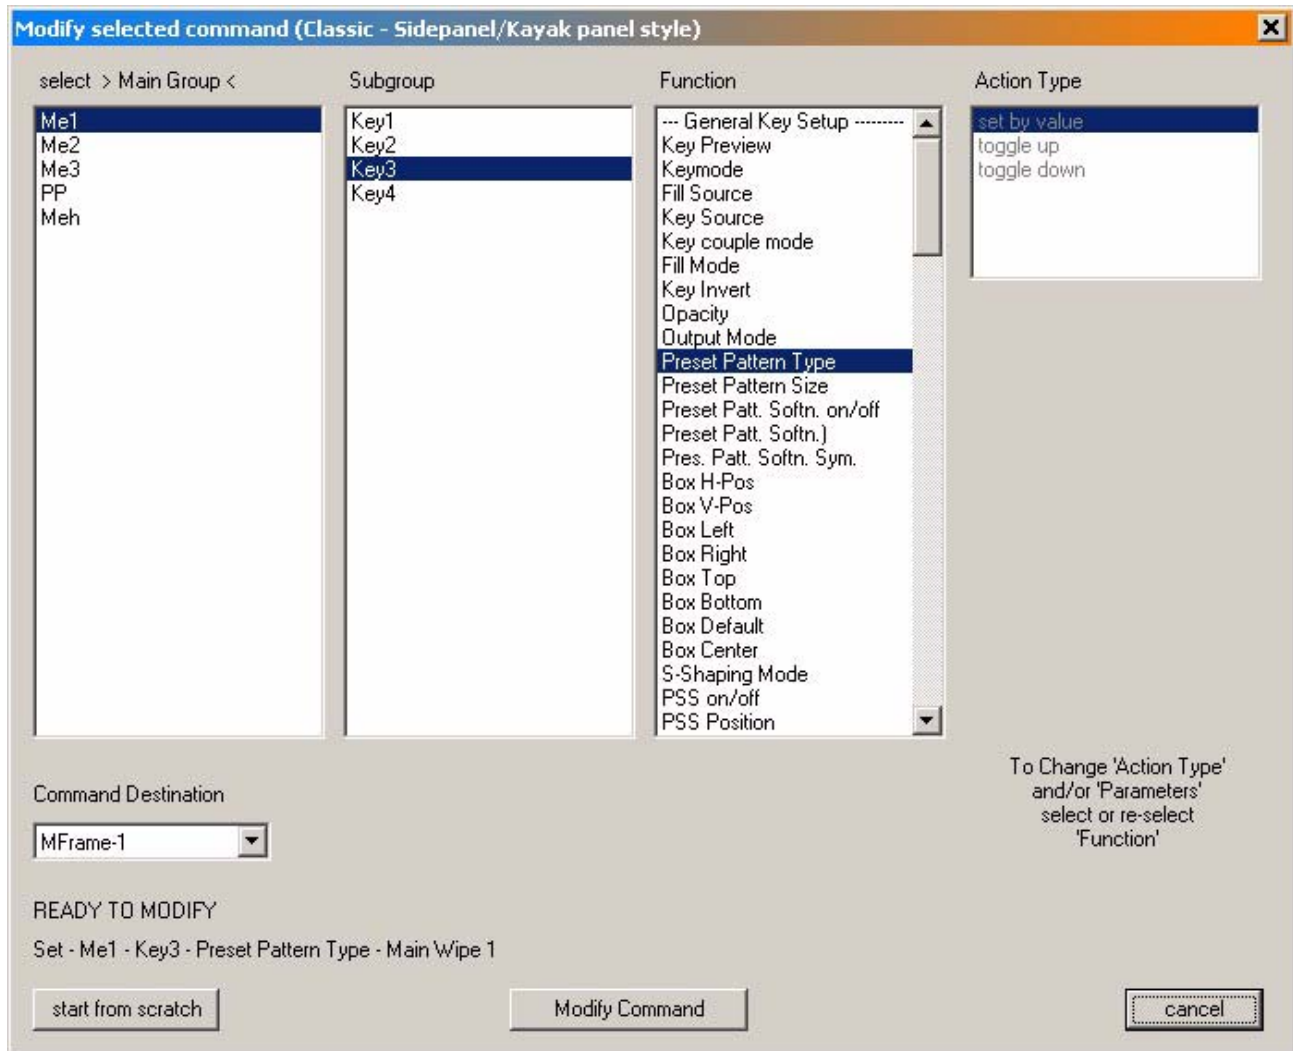 Modify selected command (Classic - Sidepanel/Kayak panel style)
select > Main Group <
Subgroup
Function
Action Type
Me1
Me2
Me3
PP
Meh
Key1
Key2
Key3
Key4
--- General Key Setup ---------
Key Preview
Keymode
Fill Source
Key Source
Key couple mode
Fill Mode
Key Invert
Opacity
Output Mode
Preset Pattern Type
Preset Pattern Size
Preset Patt. Softn. on/off
Preset Patt. Softn.)
Pres. Patt. Softn. Sym.
Box H-Pos
Box V-Pos
Box Left
Box Right
Box Top
Box Bottom
Box Default
Box Center
S-Shaping Mode
PSS on/off
PSS Position
set by value
toggle up
toggle down
To Change 'Action Type'
and/or 'Parameters'
select or re-select
'Function'
Command Destination
MFrame-1
READY TO MODIFY
Set - Me1 - Key3 - Preset Pattern Type - Main Wipe 1
start from scratch
Modify Command
cancel